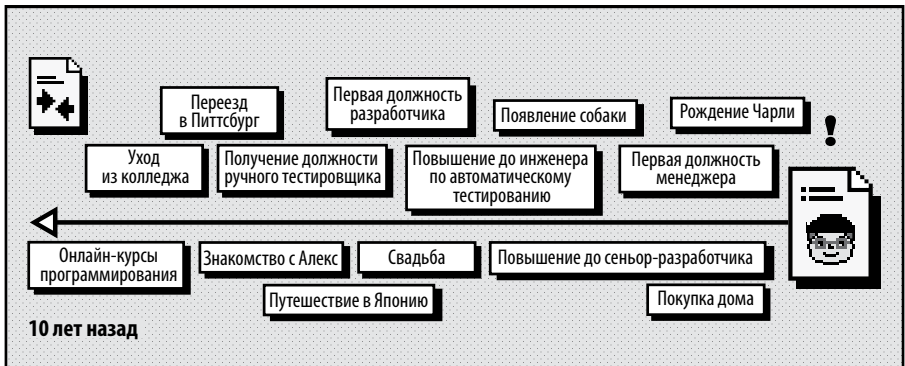 Переезд
в Питтсбург
Первая должность
разработчика
Появление собаки
Рождение Чарли
!
Уход
из колледжа
Получение должности
ручного тестировщика
Повышение до инженера
по автоматическому
тестированию
Первая должность
менеджера
Онлайн-курсы
программирования
Знакомство с Алекс
Свадьба
Повышение до сеньор-разработчика
Путешествие в Японию
Покупка дома
10 лет назад